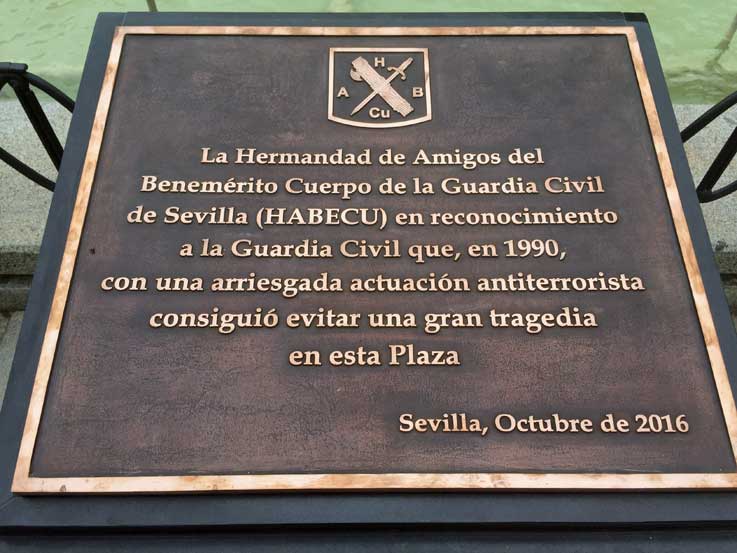 H
A B
Cu
La Hermandad de Amigos del
Benemérito Cuerpo de la Guardia Civil
de Sevilla (HABECU) en reconocimiento
a la Guardia Civil que, en 1990,
con una arriesgada actuación antiterrorista
consiguió evitar una gran tragedia
en esta Plaza
Sevilla, Octubre de 2016